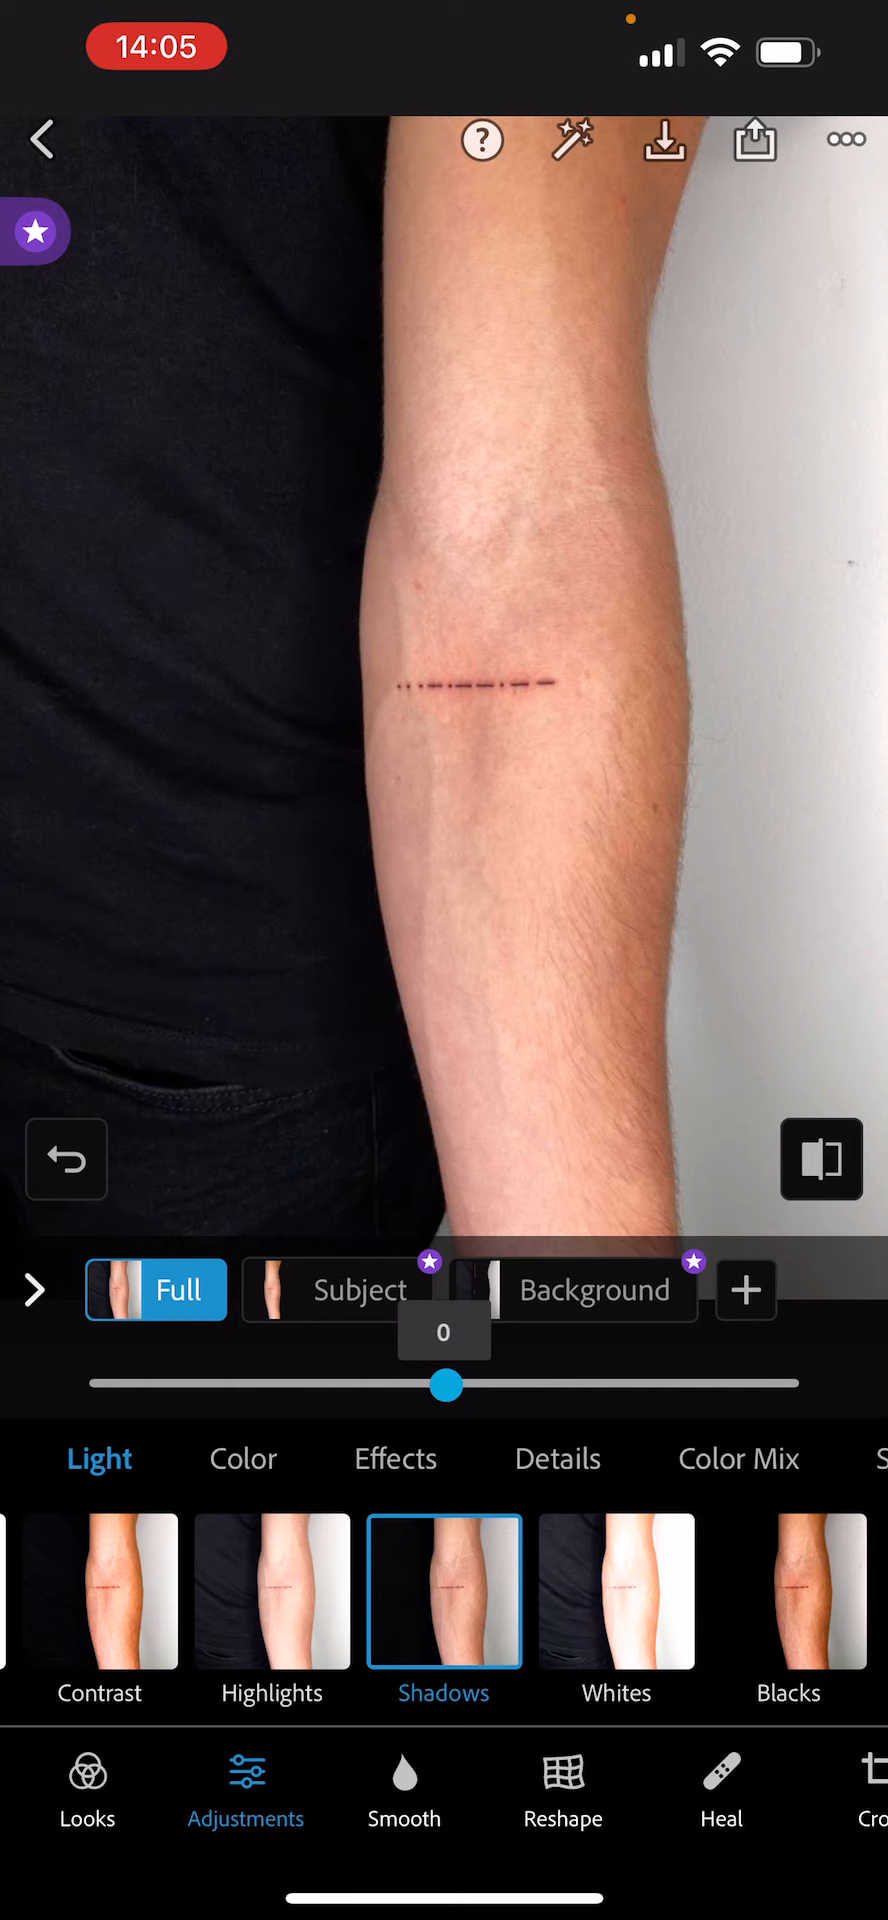 14:05
Full
Subject
Background
0
Light
Color
Effects
Details
Color Mix
S
Contrast
Highlights
Shadows
Whites
Blacks
Looks
Adjustments
Smooth
Reshape
Heal
Cro